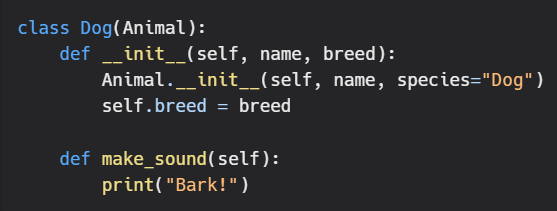 class Dog(Animal):
    def __init__(self, name, breed):
        Animal.__init__(self, name, species="Dog")
        self.breed = breed

    def make_sound(self):
        print("Bark!")